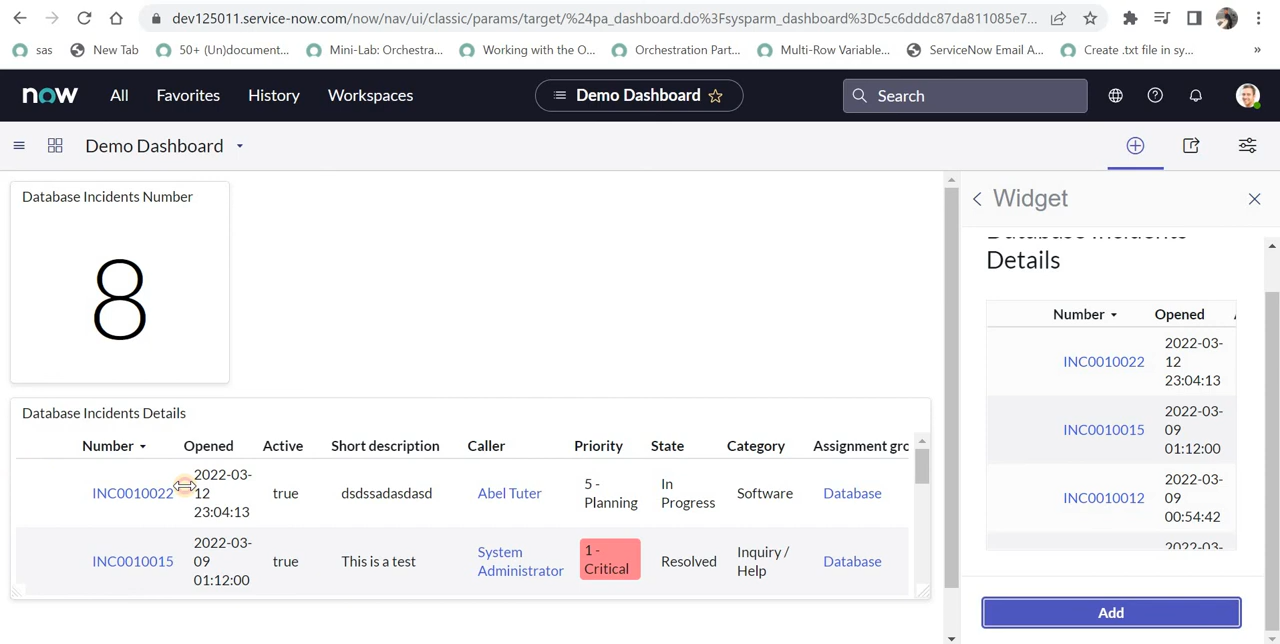 dev125011.service-now.com/now/nav/ui/classic/params/target/%24pa_dashboard.do%3Fsysparm_dashboard%3Dc5c6dddc87da811085e7...
sas
New Tab
50+ (Un)document...
Mini-Lab: Orchestra...
Working with the O...
Orchestration Part...
Multi-Row Variable...
ServiceNow Email A...
Create .txt file in sy...
»
now
All
Favorites
History
Workspaces
Demo Dashboard
Search
Demo Dashboard
Database Incidents Number
8
Database Incidents Details
Number Opened Active Short description Caller Priority State Category Assignment gro
INC0010022 2022-03-12 23:04:13 true dsdssadasdasd Abel Tuter 5 - Planning In Progress Software Database
INC0010015 2022-03-09 01:12:00 true This is a test System Administrator 1 - Critical Resolved Inquiry / Help Database
Widget
Database Incidents
Details
Number Opened
INC0010022 2022-03-12 23:04:13
INC0010015 2022-03-09 01:12:00
INC0010012 2022-03-09 00:54:42
2022-03-
Add